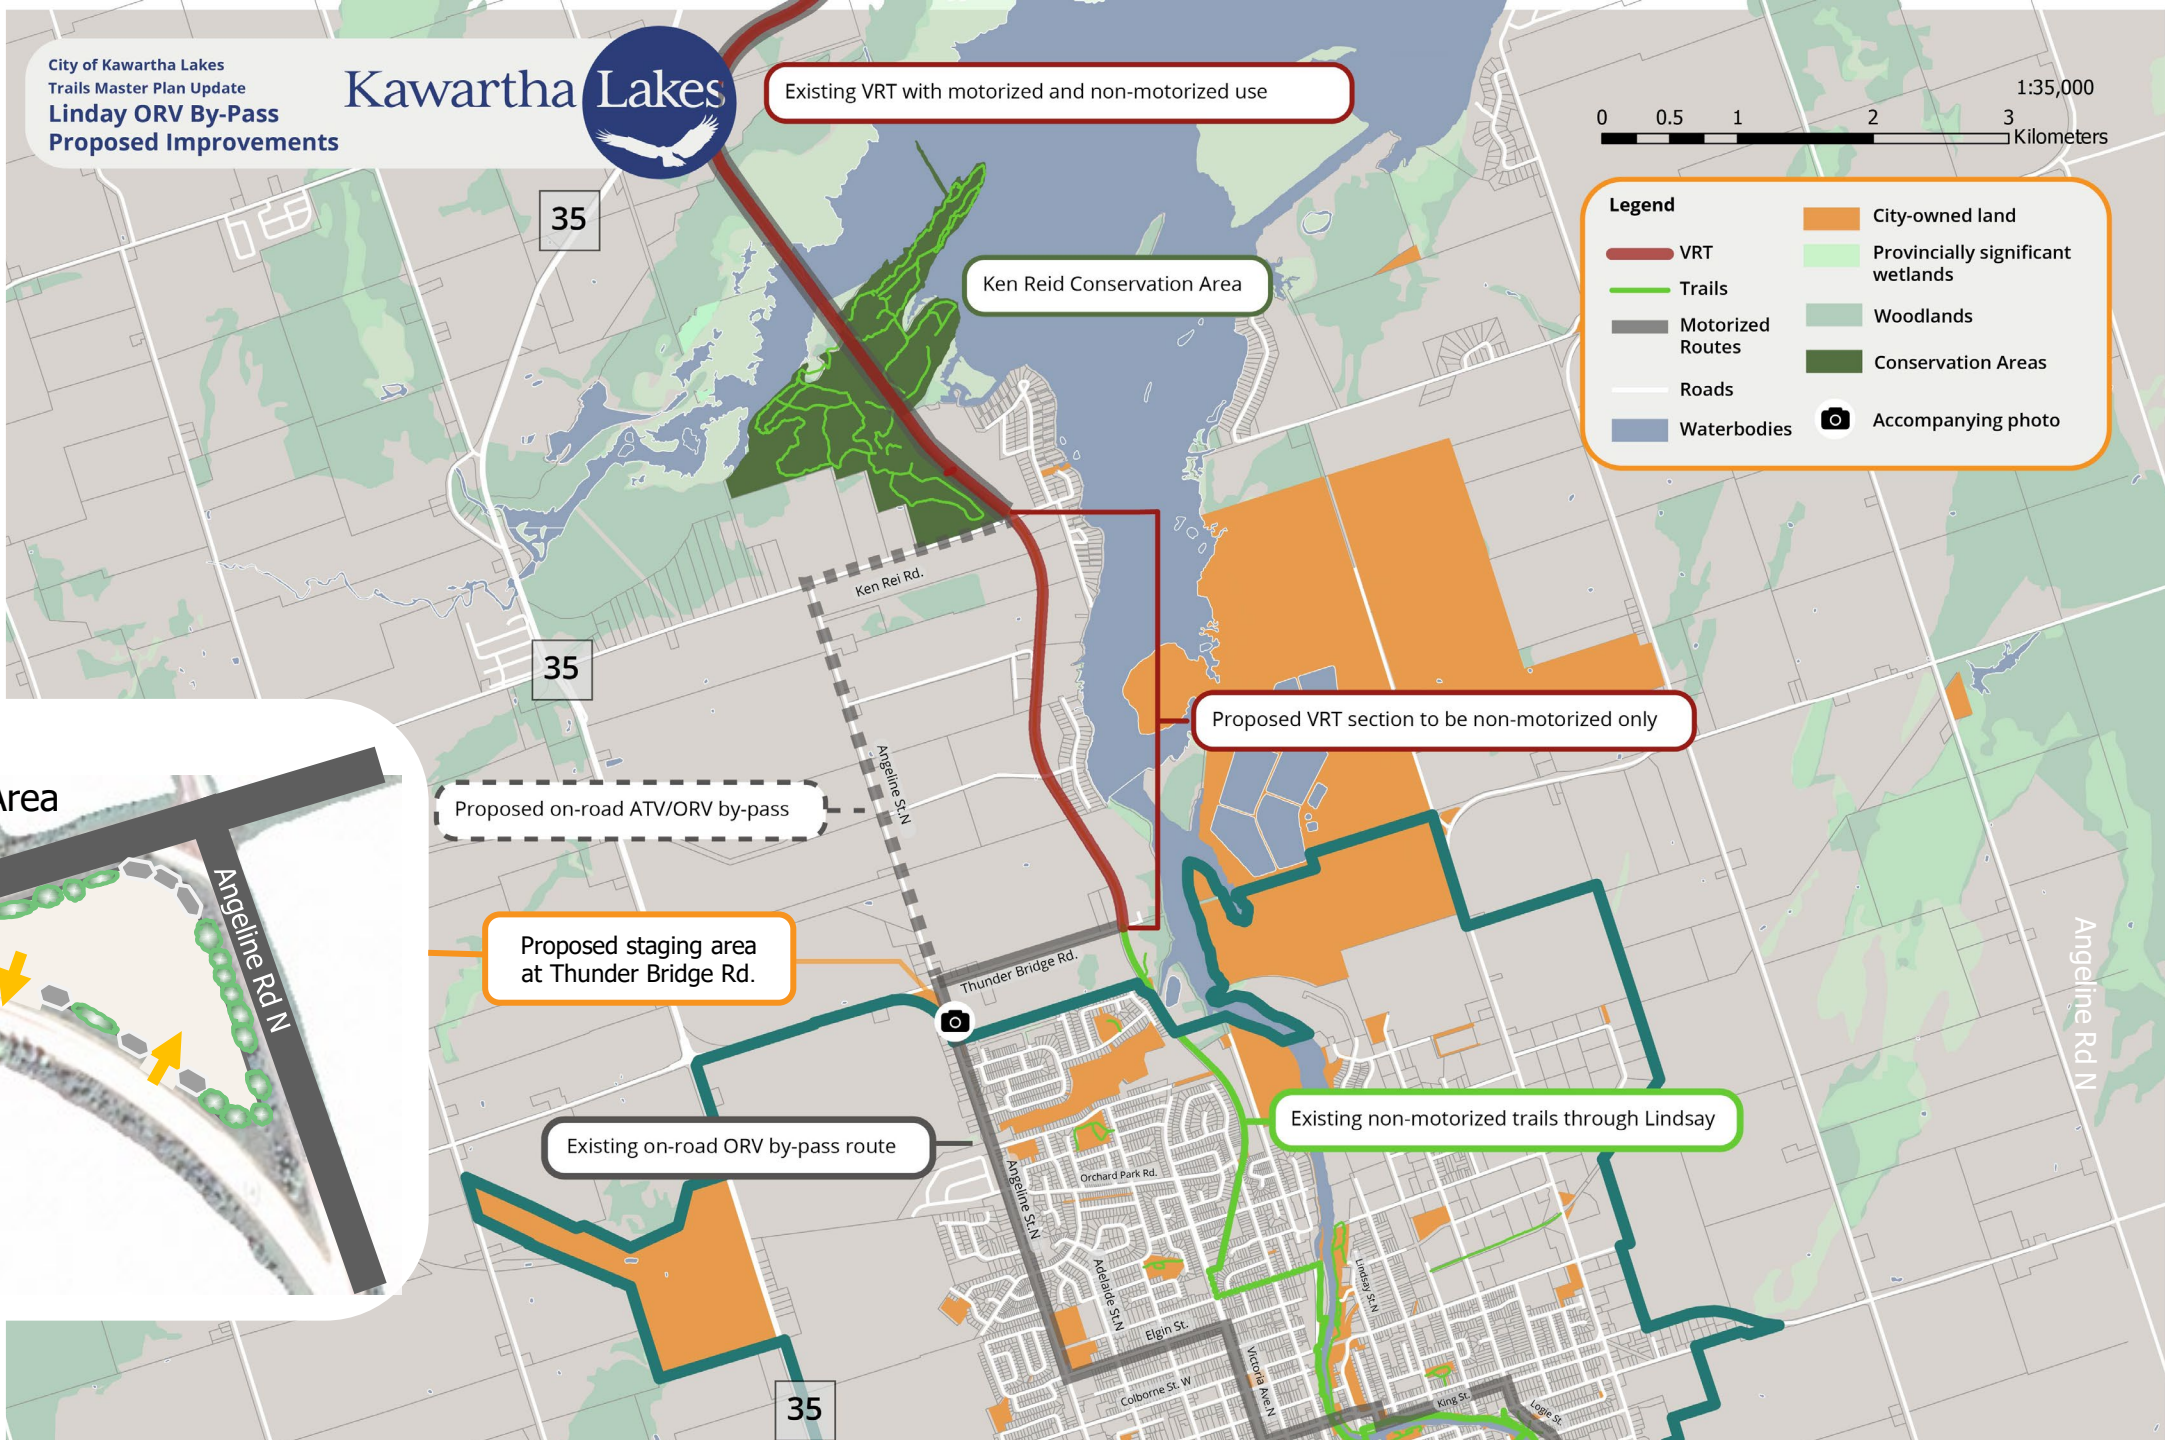 City of Kawartha Lakes
Trails Master Plan Update
Linday ORV By-Pass
Proposed Improvements
Kawartha Lakes
Existing VRT with motorized and non-motorized use
1:35,000
0 0.5 1 2 3
Kilometers
Legend
VRT
Trails
Motorized
Routes
Roads
Waterbodies
City-owned land
Provincially significant
wetlands
Woodlands
Conservation Areas
Accompanying photo
35
Ken Reid Conservation Area
Ken Rei Rd.
35
Proposed VRT section to be non-motorized only
Angeline St.N
Proposed on-road ATV/ORV by-pass
Area
Angeline Rd N
Proposed staging area
at Thunder Bridge Rd.
Thunder Bridge Rd.
Angeline Rd N
Existing non-motorized trails through Lindsay
Existing on-road ORV by-pass route
Orchard Park Rd.
Angeline St.N
Adelaide St.N
Lindsay St.N
Elgin St.
Victoria Ave.N
Colborne St. W
King St.
Logie St.
35